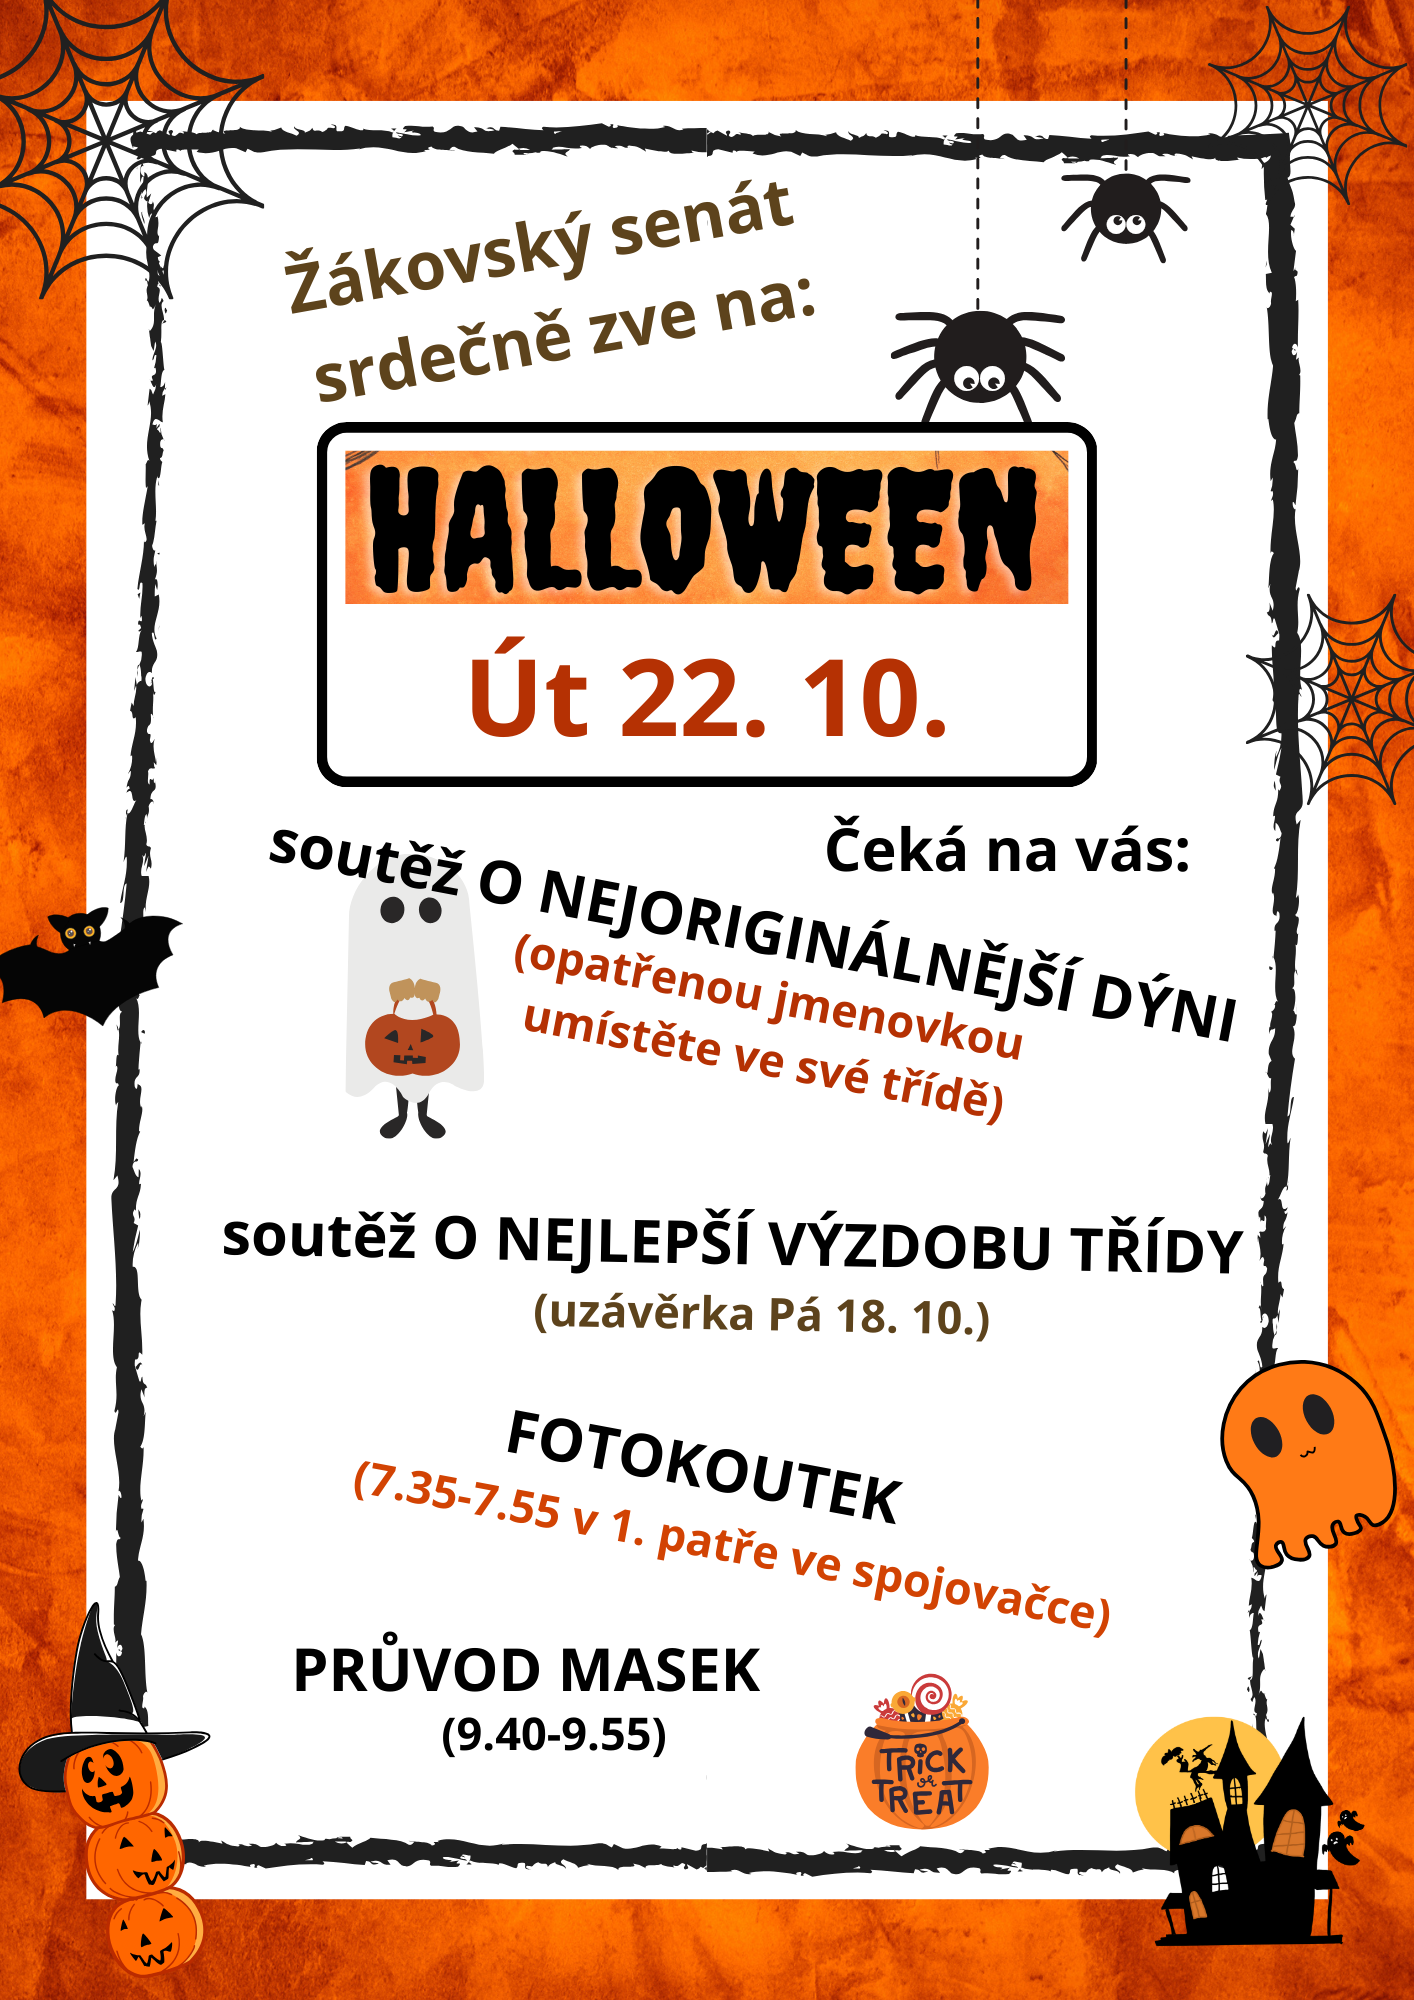 Žákovský senát
srdečně zve na:
HALLOWEEN
Út 22. 10.
Čeká na vás:
soutěž O NEJORIGINÁLNĚJŠÍ DÝNI
(opatřenou jmenovkou
umístěte ve své třídě)
soutěž O NEJLEPŠÍ VÝZDOBU TŘÍDY
(uzávěrka Pá 18. 10.)
FOTOKOUTEK
(7.35-7.55 v 1. patře ve spojovačce)
PRŮVOD MASEK
(9.40-9.55)
TRiCK
or
TREAT